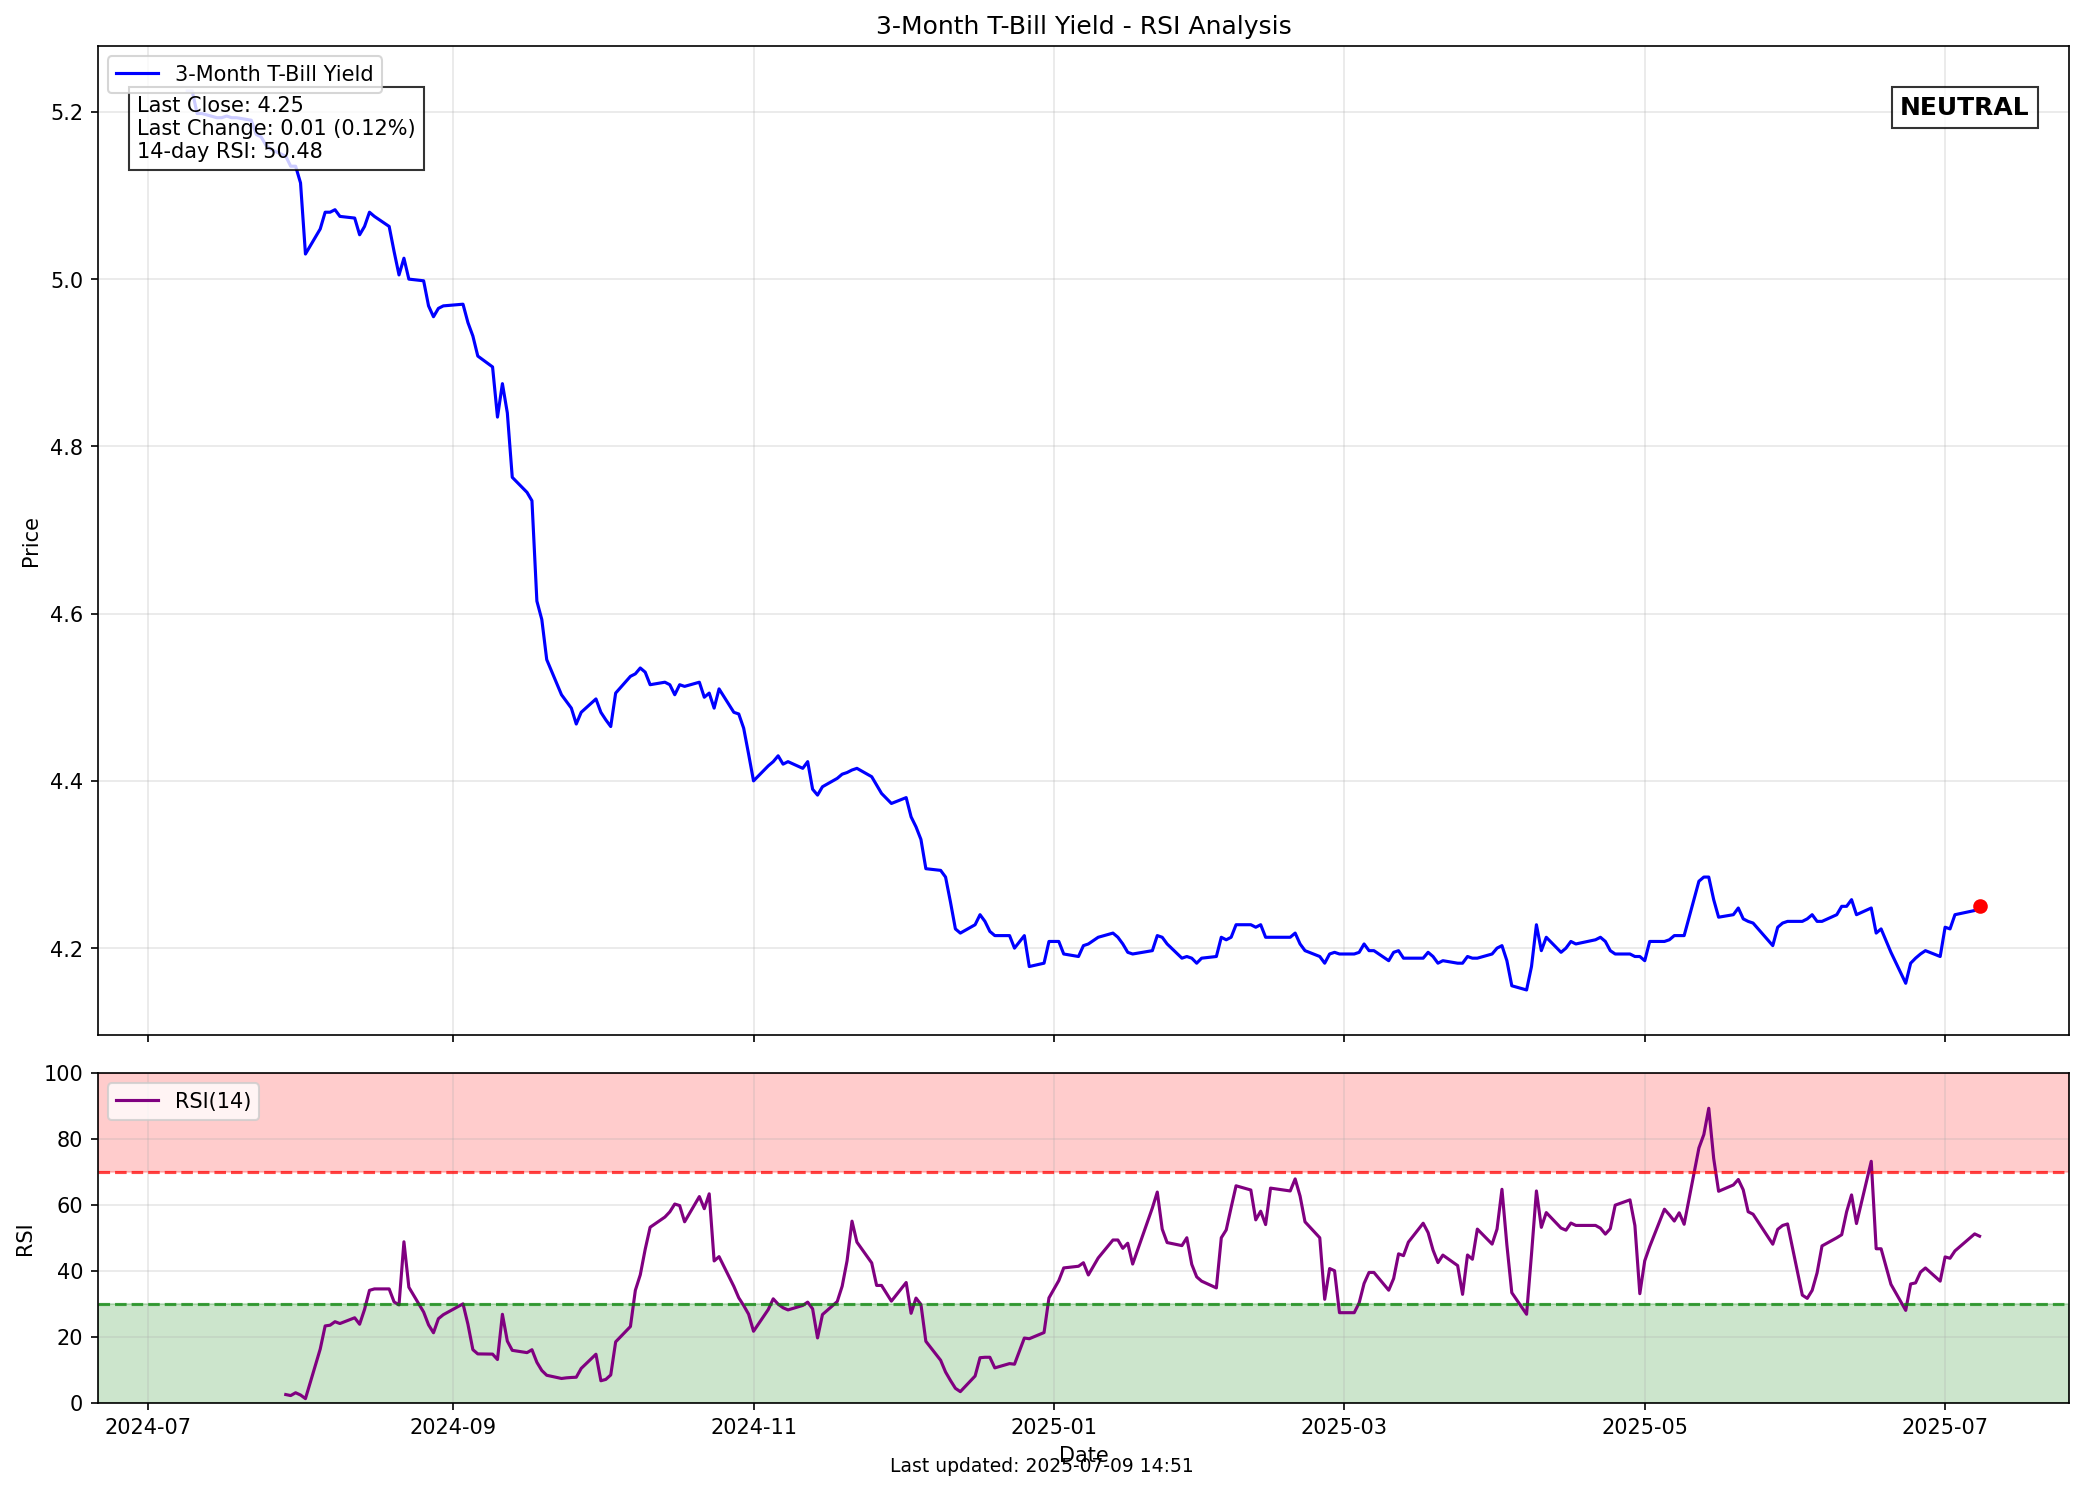 3-Month T-Bill Yield - RSI Analysis
3-Month T-Bill Yield
Last Close: 4.25
Last Change: 0.01 (0.12%)
14-day RSI: 50.48
NEUTRAL
5.2
5.0
4.8
4.6
4.4
4.2
Price
RSI(14)
100
80
60
40
20
0
RSI
2024-07
2024-09
2024-11
2025-01
2025-03
2025-05
2025-07
Date
Last updated: 2025-07-09 14:51